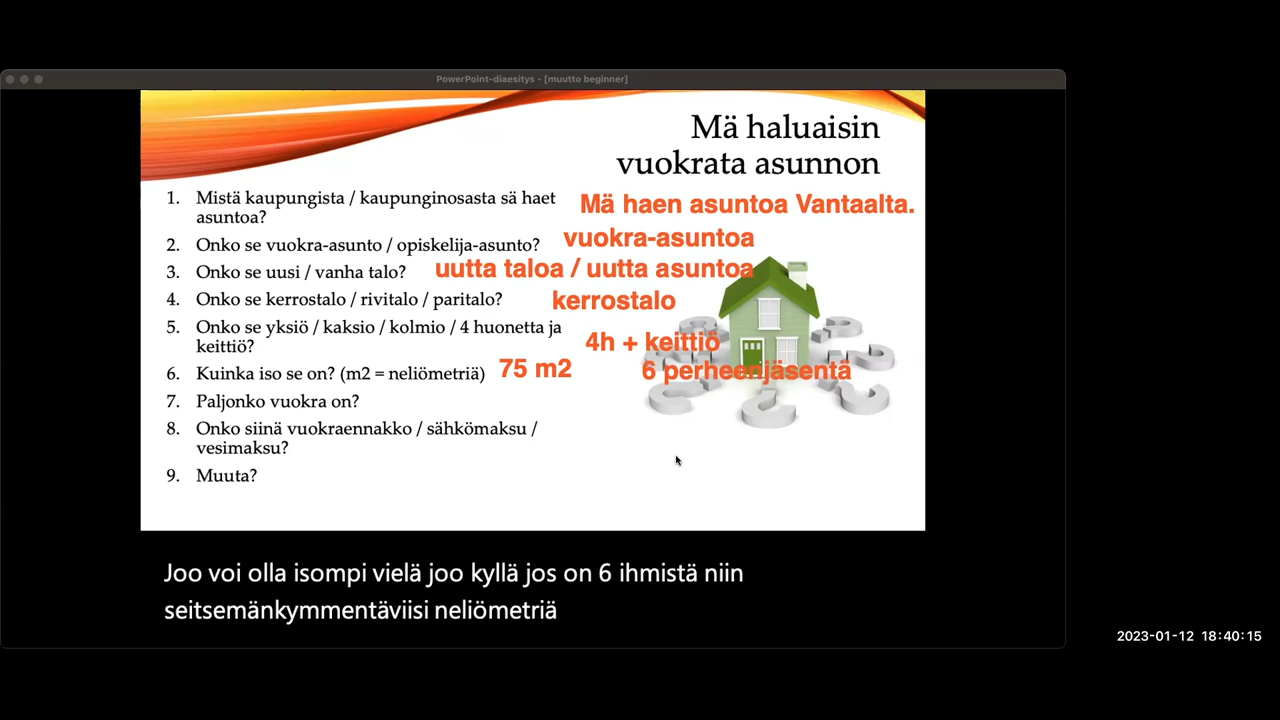 PowerPoint-diaesitys - [muutto beginner]
Mä haluaisin
vuokrata asunnon
1. Mistä kaupungista / kaupunginosasta sä haet
asuntoa?
Mä haen asuntoa Vantaalta.
2. Onko se vuokra-asunto / opiskelija-asunto?
vuokra-asuntoa
3. Onko se uusi / vanha talo?
uutta taloa / uutta asuntoa
4. Onko se kerrostalo / rivitalo / paritalo?
kerrostalo
5. Onko se yksiö / kaksio / kolmio / 4 huonetta ja
keittiö?
4h + keittiö
6. Kuinka iso se on? (m2 = neliömetriä)
75 m2
6 perheenjäsentä
7. Paljonko vuokra on?
8. Onko siinä vuokraennakko / sähkömaksu /
vesimaksu?
9. Muuta?
Joo voi olla isompi vielä joo kyllä jos on 6 ihmistä niin
seitsemänkymmentäviisi neliömetriä
2023-01-12 18:40:15